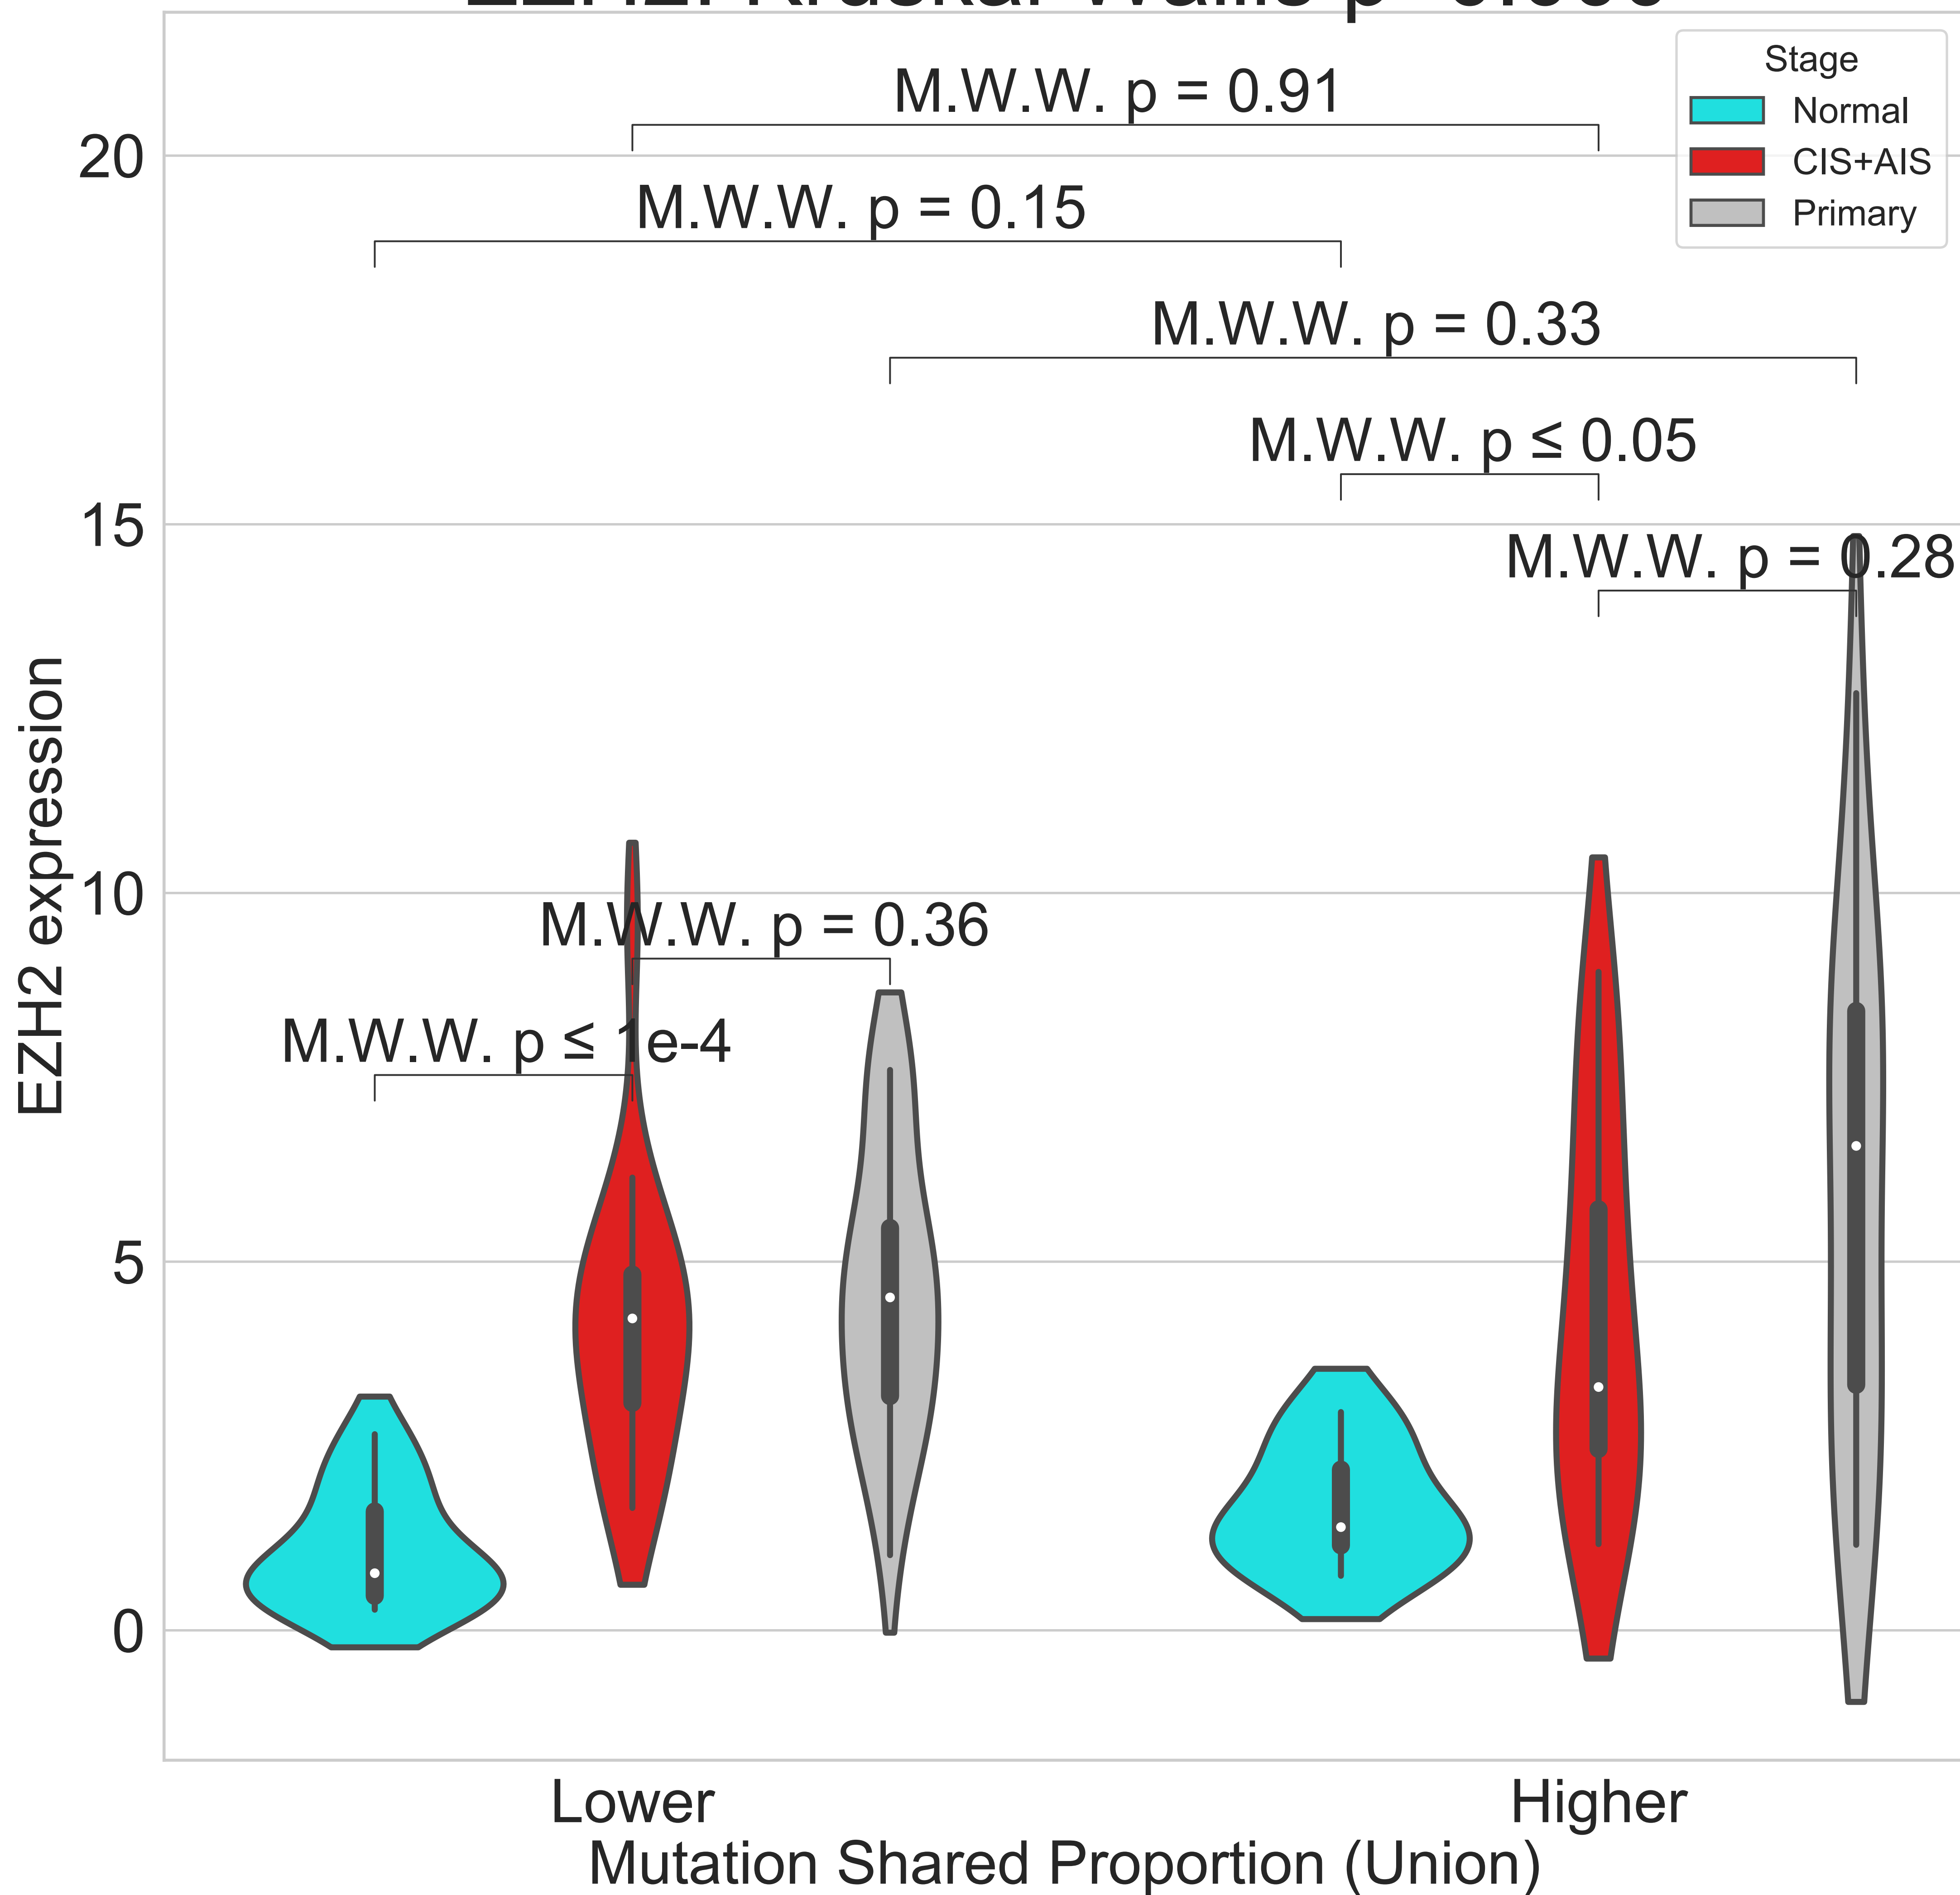 M.W.W. p = 0.91
M.W.W. p = 0.15
M.W.W. p = 0.33
M.W.W. p ≤ 0.05
M.W.W. p = 0.28
M.W.W. p = 0.36
M.W.W. p ≤ 1e-4
Stage
Normal
CIS+AIS
Primary
20
15
10
5
0
EZH2 expression
Lower
Higher
Mutation Shared Proportion (Union)